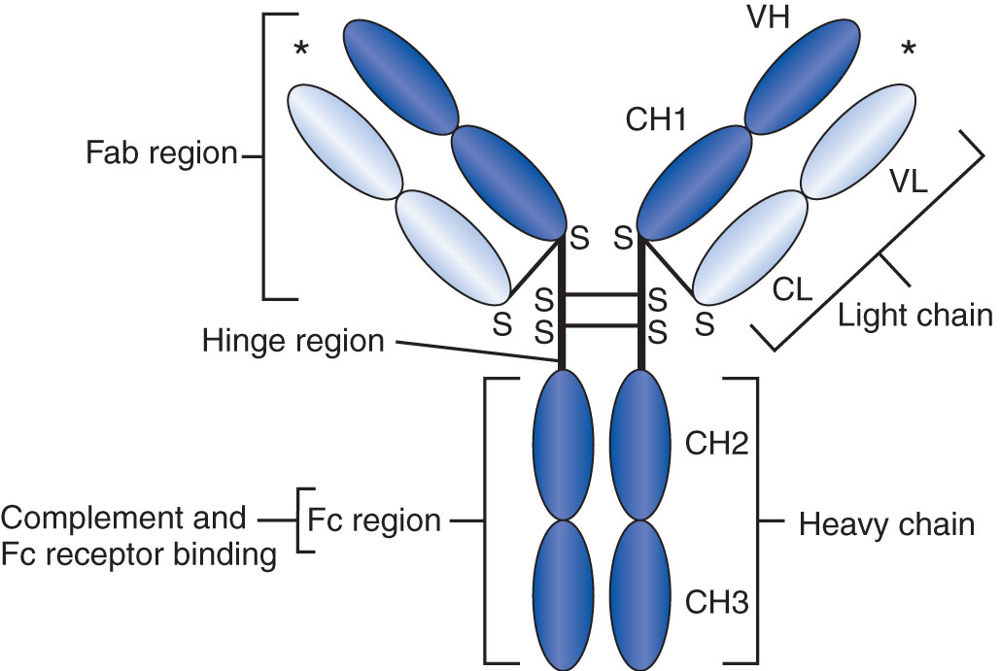 VH
*
*
CH1
Fab region
VL
S
S
CL
S
S
Light chain
S
S
S
S
Hinge region
CH2
Complement and
Fc receptor binding
Fc region
Heavy chain
CH3